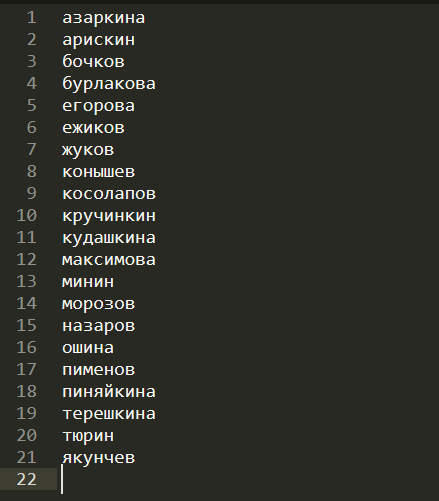 1 азаркина
2 арискин
3 бочков
4 бурлакова
5 егорова
6 ежиков
7 жуков
8 конышев
9 косолапов
10 кручинкин
11 кудашкина
12 максимова
13 минин
14 морозов
15 назаров
16 ошина
17 пименов
18 пиняйкина
19 терешкина
20 тюрин
21 якунчев
22